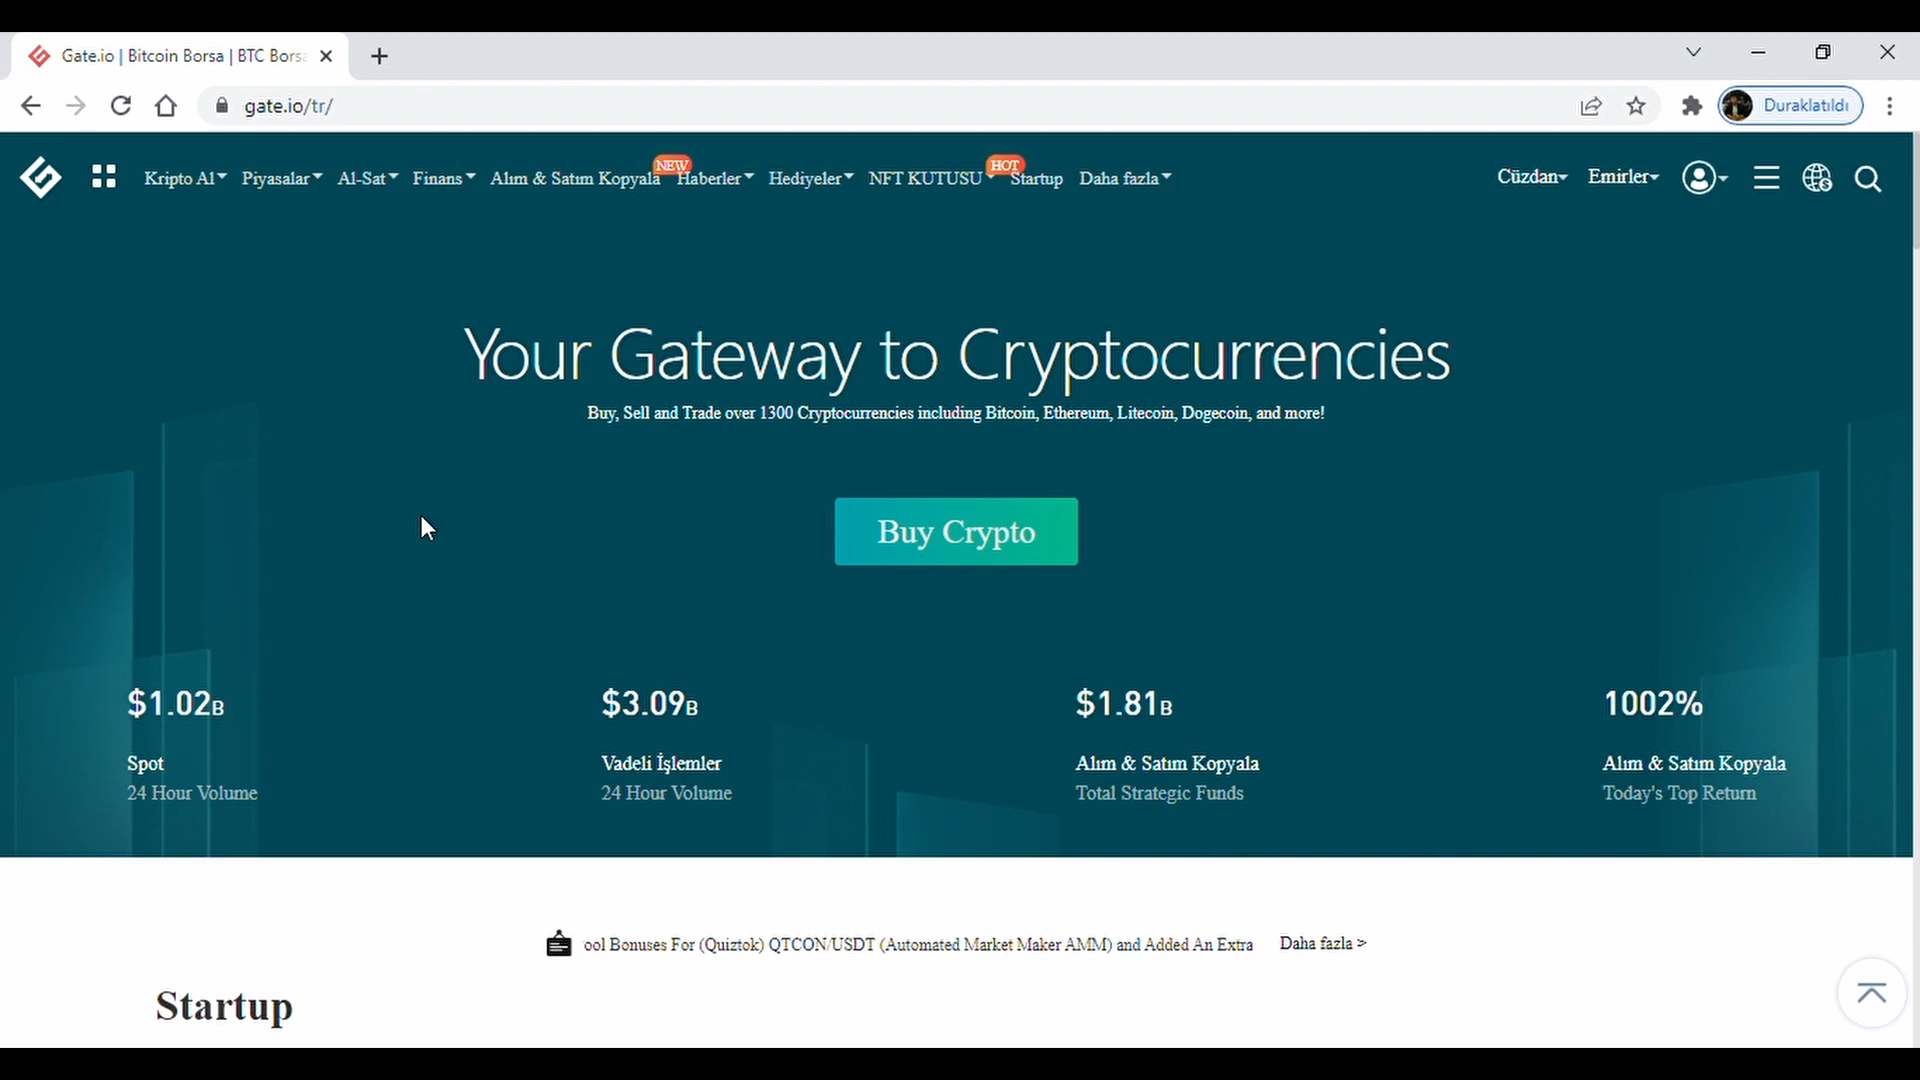 Gate.io | Bitcoin Borsa | BTC Borsa
gate.io/tr/
Duraklatıldı
Kripto Al Piyasalar Al-Sat Finans Alım & Satım Kopyala NEW Haberler Hediyeler NFT KUTUSU HOT Startup Daha fazla Cüzdan Emirler
Your Gateway to Cryptocurrencies
Buy, Sell and Trade over 1300 Cryptocurrencies including Bitcoin, Ethereum, Litecoin, Dogecoin, and more!
Buy Crypto
$1.02B $3.09B $1.81B 1002%
Spot Vadeli İşlemler Alım & Satım Kopyala Alım & Satım Kopyala
24 Hour Volume 24 Hour Volume Total Strategic Funds Today's Top Return
ool Bonuses For (Quiztok) QTCON/USDT (Automated Market Maker AMM) and Added An Extra Daha fazla >
Startup